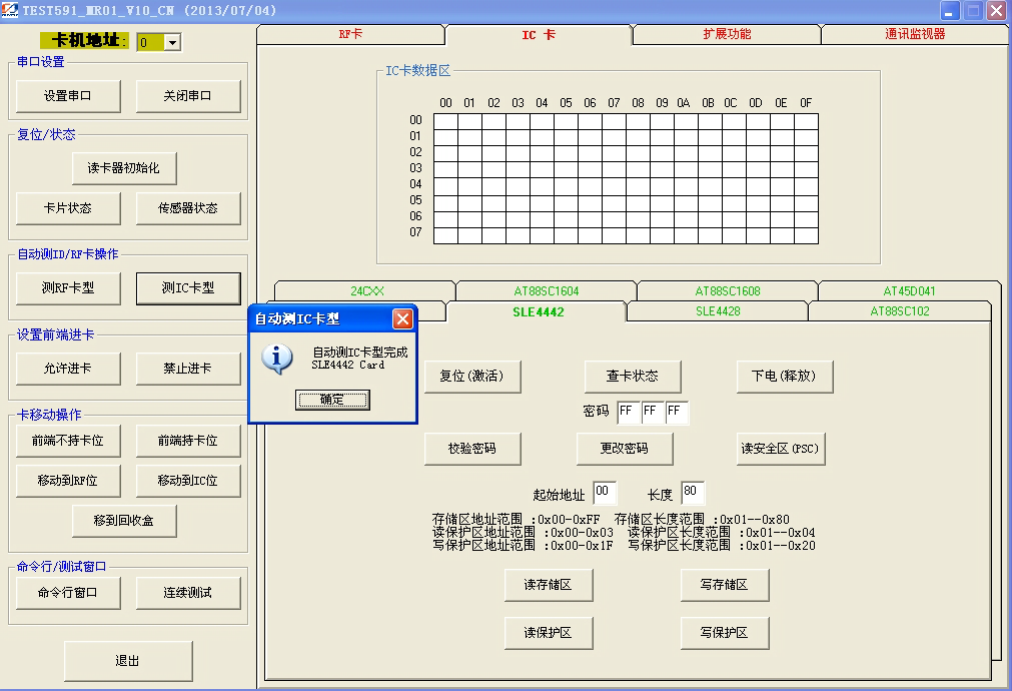 TEST591_MR01_V10_CN (2013/07/04)
卡机地址: 0
串口设置
设置串口 关闭串口
复位/状态
读卡器初始化
卡片状态 传感器状态
自动测ID/RF卡操作
测RF卡型 测IC卡型
设置前端进卡
允许进卡 禁止进卡
卡移动操作
前端不持卡位 前端持卡位
移动到RF位 移动到IC位
移到回收盒
命令行/测试窗口
命令行窗口 连续测试
退出
RF卡 IC 卡 扩展功能 通讯监视器
IC卡数据区
00 01 02 03 04 05 06 07 08 09 0A 0B 0C 0D 0E 0F
00
01
02
03
04
05
06
07
24CXX AT88SC1604 AT88SC1608 AT45D041
SLE4442 SLE4428 AT88SC102
自动测IC卡型
自动测IC卡型完成
SLE4442 Card
确定
复位(激活) 查卡状态 下电(释放)
密码 FF FF FF
校验密码 更改密码 读安全区(PSC)
起始地址 00 长度 80
存储区地址范围 :0x00-0xFF 存储区长度范围 :0x01--0x80
读保护区地址范围 :0x00-0x03 读保护区长度范围 :0x01--0x04
写保护区地址范围 :0x00-0x1F 写保护区长度范围 :0x01--0x20
读存储区 写存储区
读保护区 写保护区